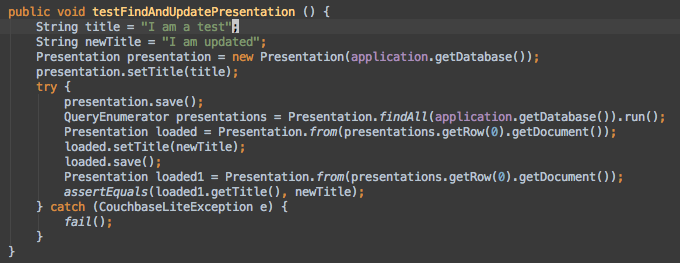 public void testFindAndUpdatePresentation () {
String title = "I am a test";
String newTitle = "I am updated";
Presentation presentation = new Presentation(application.getDatabase());
presentation.setTitle(title);
try {
presentation.save();
QueryEnumerator presentations = Presentation.findAll(application.getDatabase()).run();
Presentation loaded = Presentation.from(presentations.getRow(0).getDocument());
loaded.setTitle(newTitle);
loaded.save();
Presentation loaded1 = Presentation.from(presentations.getRow(0).getDocument());
assertEquals(loaded1.getTitle(), newTitle);
} catch (CouchbaseLiteException e) {
fail();
}
}